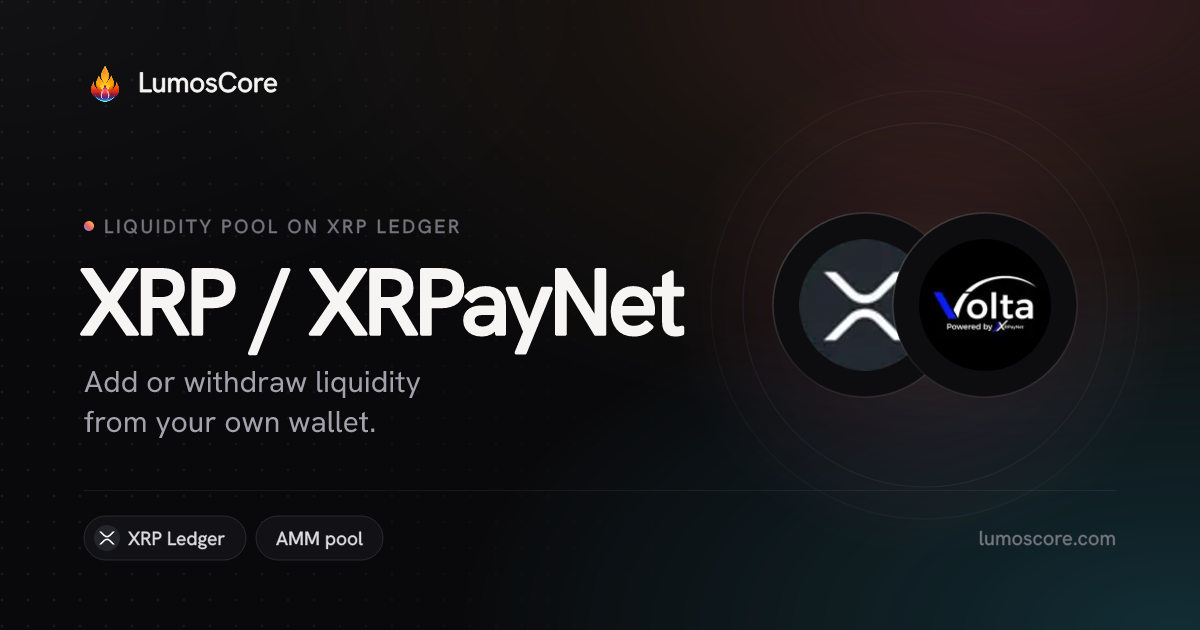 LumosCore
LIQUIDITY POOL ON XRP LEDGER
XRP / XRPayNet
Add or withdraw liquidity
from your own wallet.
Volta
Powered by XRPayNet
XRP Ledger
AMM pool
lumoscore.com